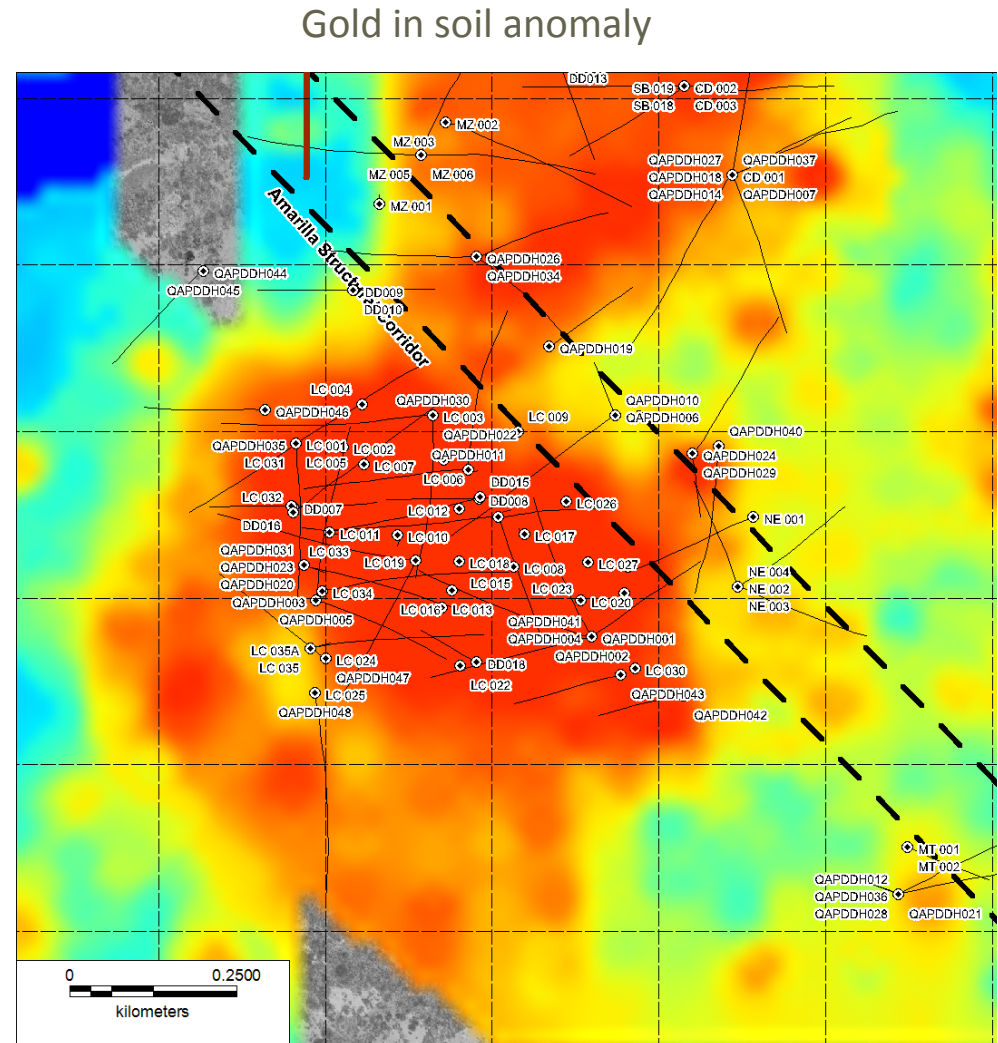 Gold in soil anomaly
DD013
SB 019 CD 002
SB 018 CD 003
MZ 002
MZ 003
MZ 005 MZ 006
QAPDDH027 QAPDDH037
QAPDDH018 CD 001
QAPDDH014 QAPDDH007
MZ 001
Amarilla Structural Corridor
QAPDDH026
QAPDDH034
QAPDDH044
QAPDDH045
DD009
DD010
QAPDDH019
LC 004
QAPDDH046
QAPDDH030
LC 003
LC 009
QAPDDH010
QAPDDH006
QAPDDH022
QAPDDH035 LC 001 LC 002
LC 031 LC 005 LC 007
QAPDDH011
LC 006
QAPDDH040
QAPDDH024
QAPDDH029
DD015
LC 032
DD007
LC 012 DD008
LC 026
DD016
NE 001
LC 011 LC 010
LC 017
QAPDDH031 LC 033
QAPDDH023
LC 019 LC 018 LC 008
LC 027
NE 004
NE 002
NE 003
QAPDDH020
LC 034
LC 015
LC 023
QAPDDH003
QAPDDH005
LC 016 LC 013
LC 020
QAPDDH041
QAPDDH004 QAPDDH001
QAPDDH002
LC 035A
LC 035
LC 024
QAPDDH047
DD018
LC 022
LC 030
LC 025
QAPDDH048
QAPDDH043
QAPDDH042
MT 001
MT 002
QAPDDH012
QAPDDH036
QAPDDH028 QAPDDH021
0 0.2500
kilometers